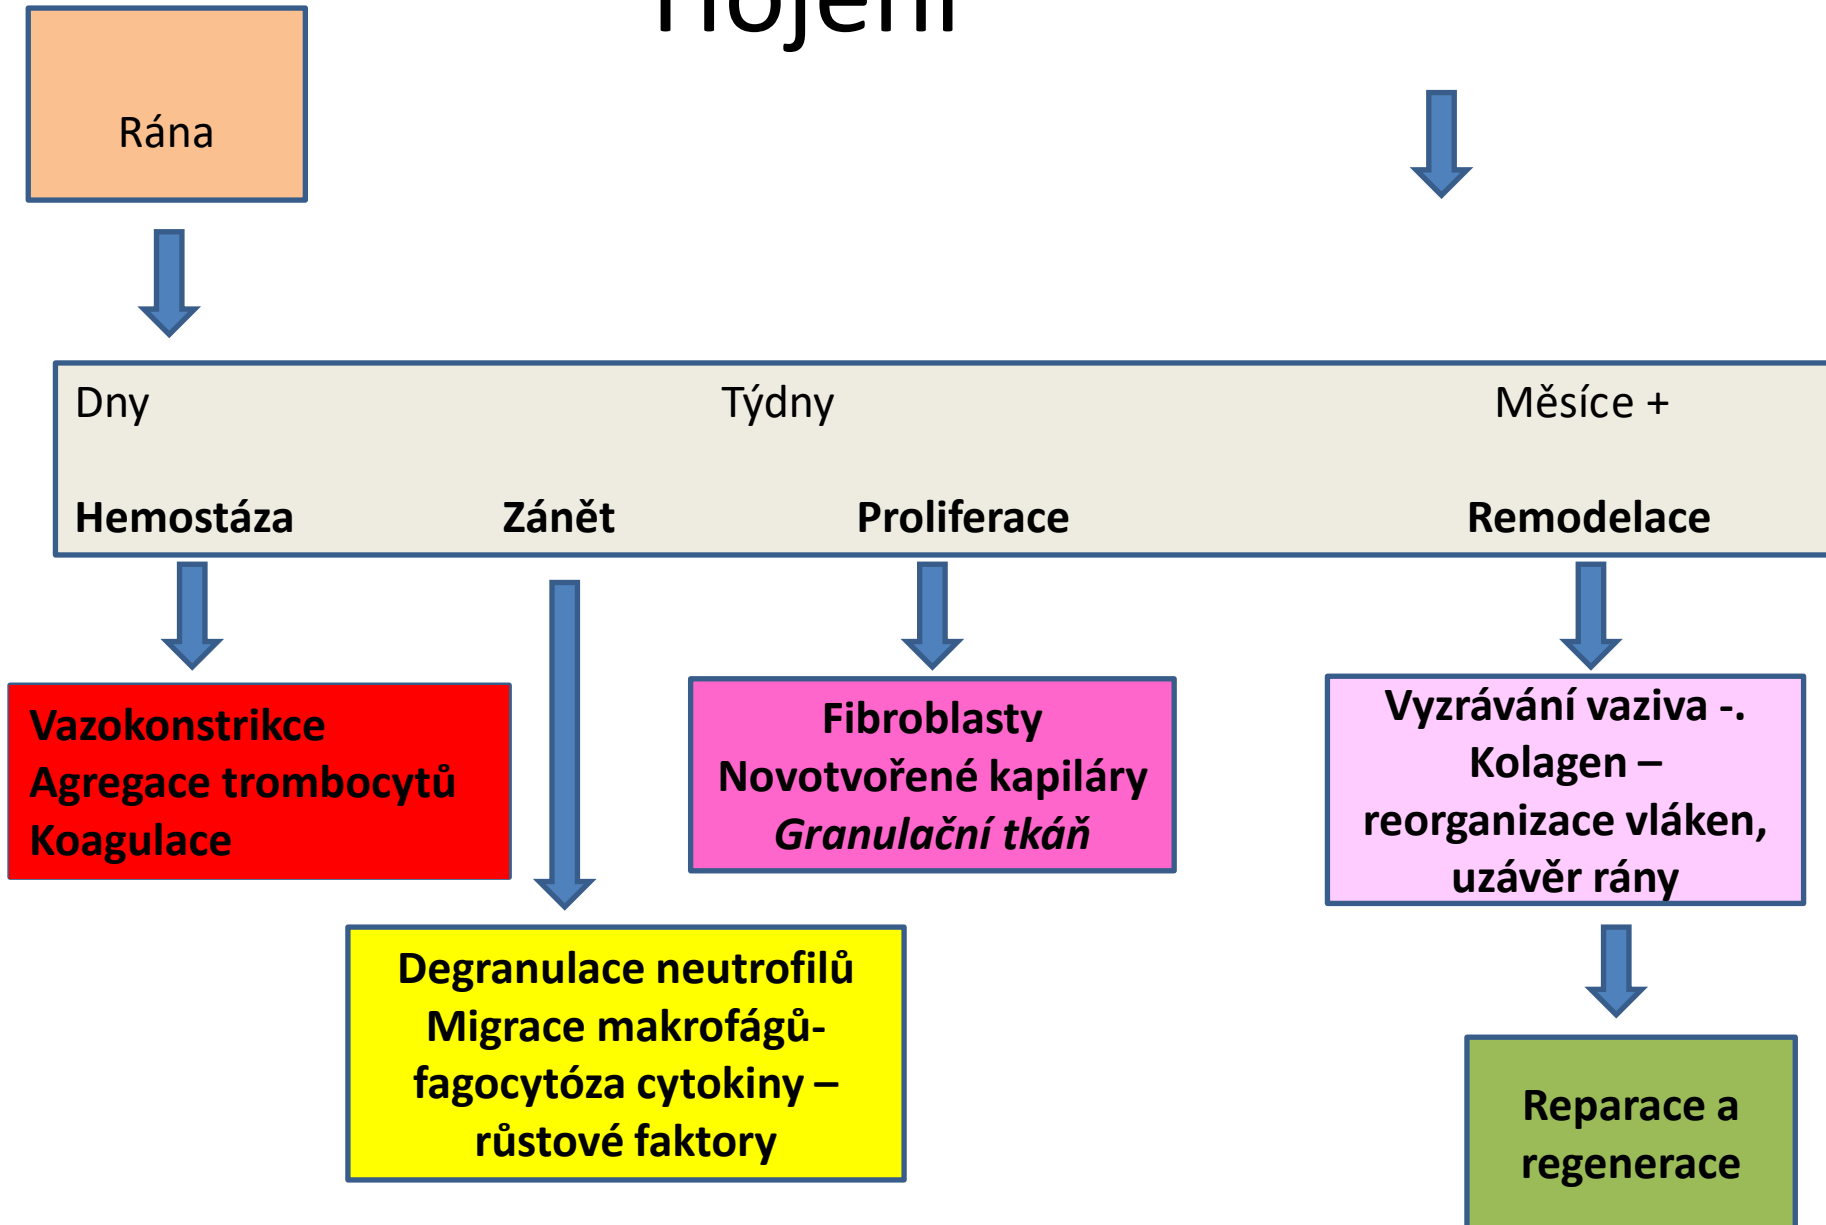 Hojení
Rána
Dny Týdny Měsíce +
Hemostáza Zánět Proliferace Remodelace
Vazokonstrikce
Agregace trombocytů
Koagulace
Fibroblasty
Novotvořené kapiláry
Granulační tkáň
Vyzrávání vaziva -.
Kolagen –
reorganizace vláken,
uzávěr rány
Degranulace neutrofilů
Migrace makrofágů-
fagocytóza cytokiny –
růstové faktory
Reparace a
regenerace